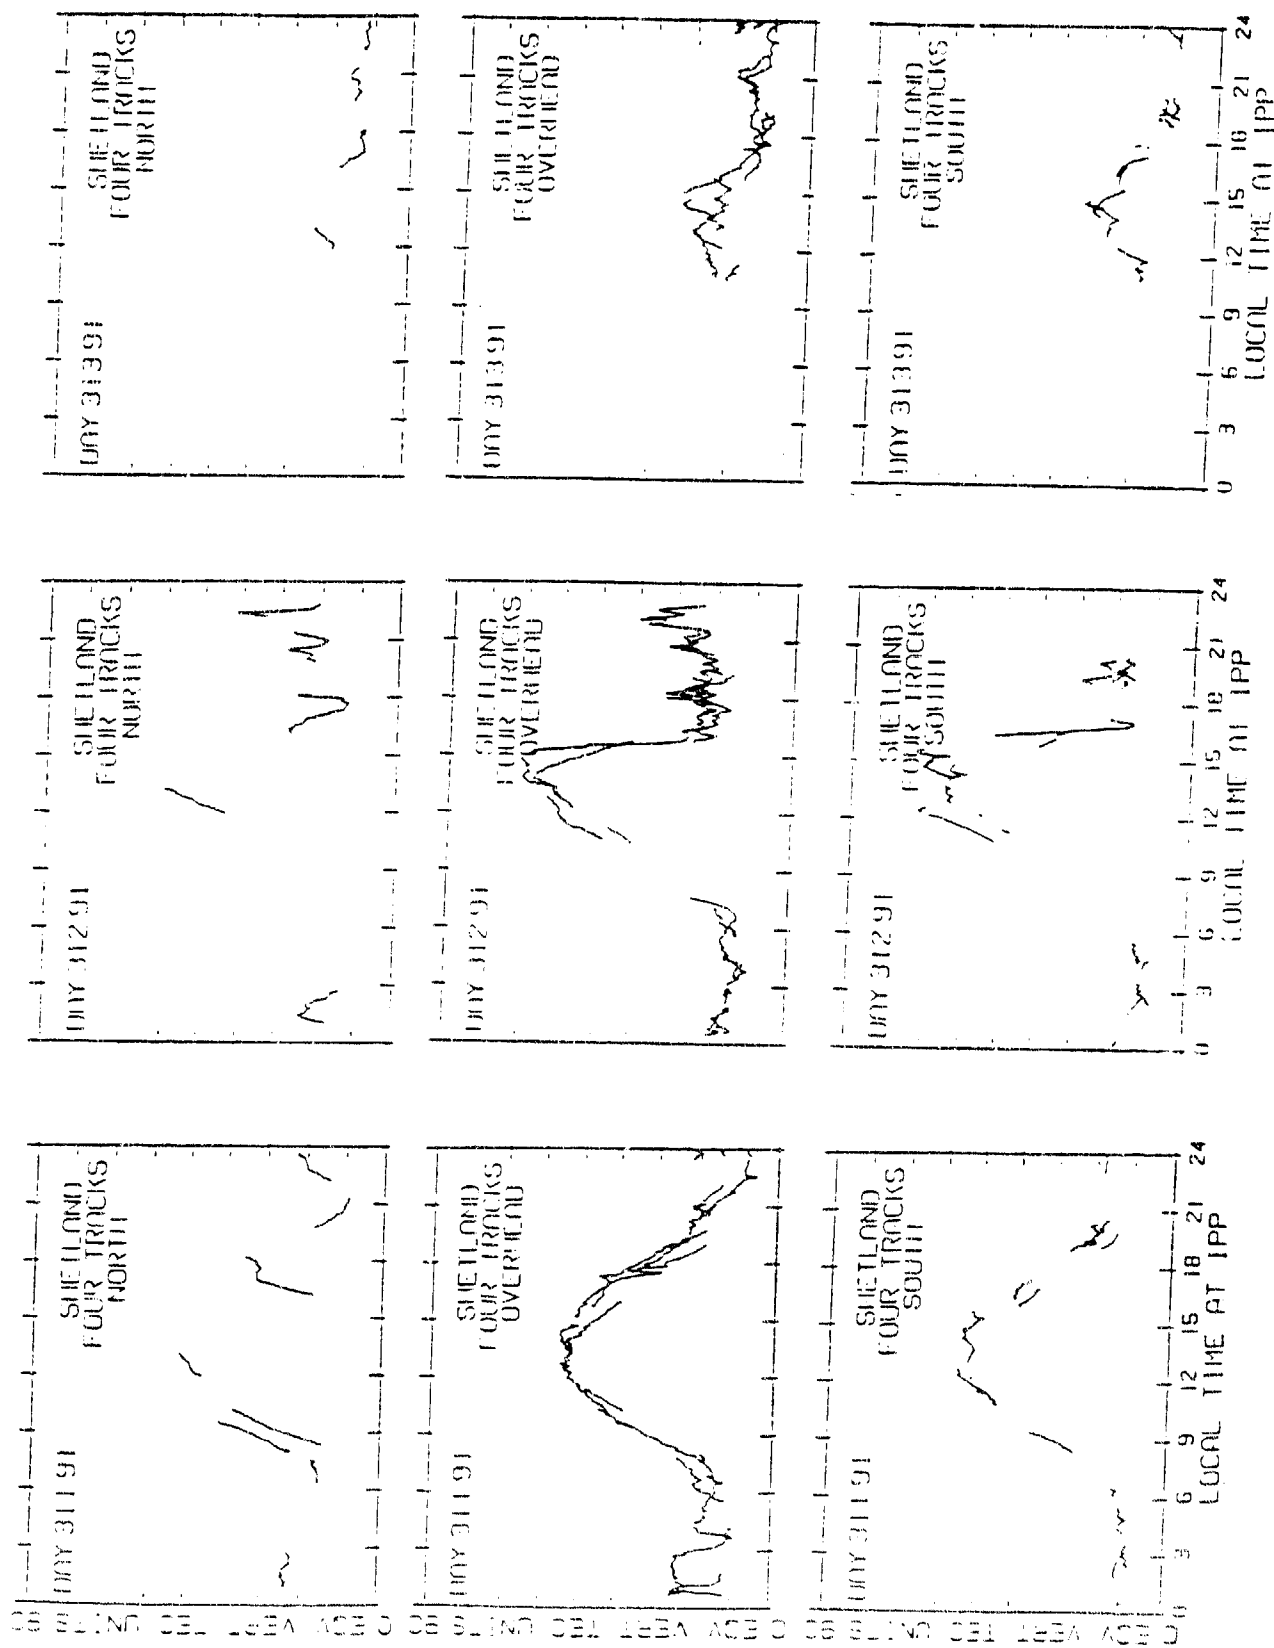 DAY 311 91
SHETLAND
FOUR TRACKS
NORTH
DAY 312 91
SHETLAND
FOUR TRACKS
NORTH
DAY 313 91
SHETLAND
FOUR TRACKS
NORTH
VERT TEC UNITS
DAY 311 91
SHETLAND
FOUR TRACKS
OVERHEAD
DAY 312 91
SHETLAND
FOUR TRACKS
OVERHEAD
DAY 313 91
SHETLAND
FOUR TRACKS
OVERHEAD
VERT TEC UNITS
DAY 311 91
SHETLAND
FOUR TRACKS
SOUTH
DAY 312 91
SHETLAND
FOUR TRACKS
SOUTH
DAY 313 91
SHETLAND
FOUR TRACKS
SOUTH
VERT TEC UNITS
0 3 6 9 12 15 18 21 24
LOCAL TIME AT IPP
0 3 6 9 12 15 18 21 24
LOCAL TIME AT IPP
0 3 6 9 12 15 18 21 24
LOCAL TIME AT IPP